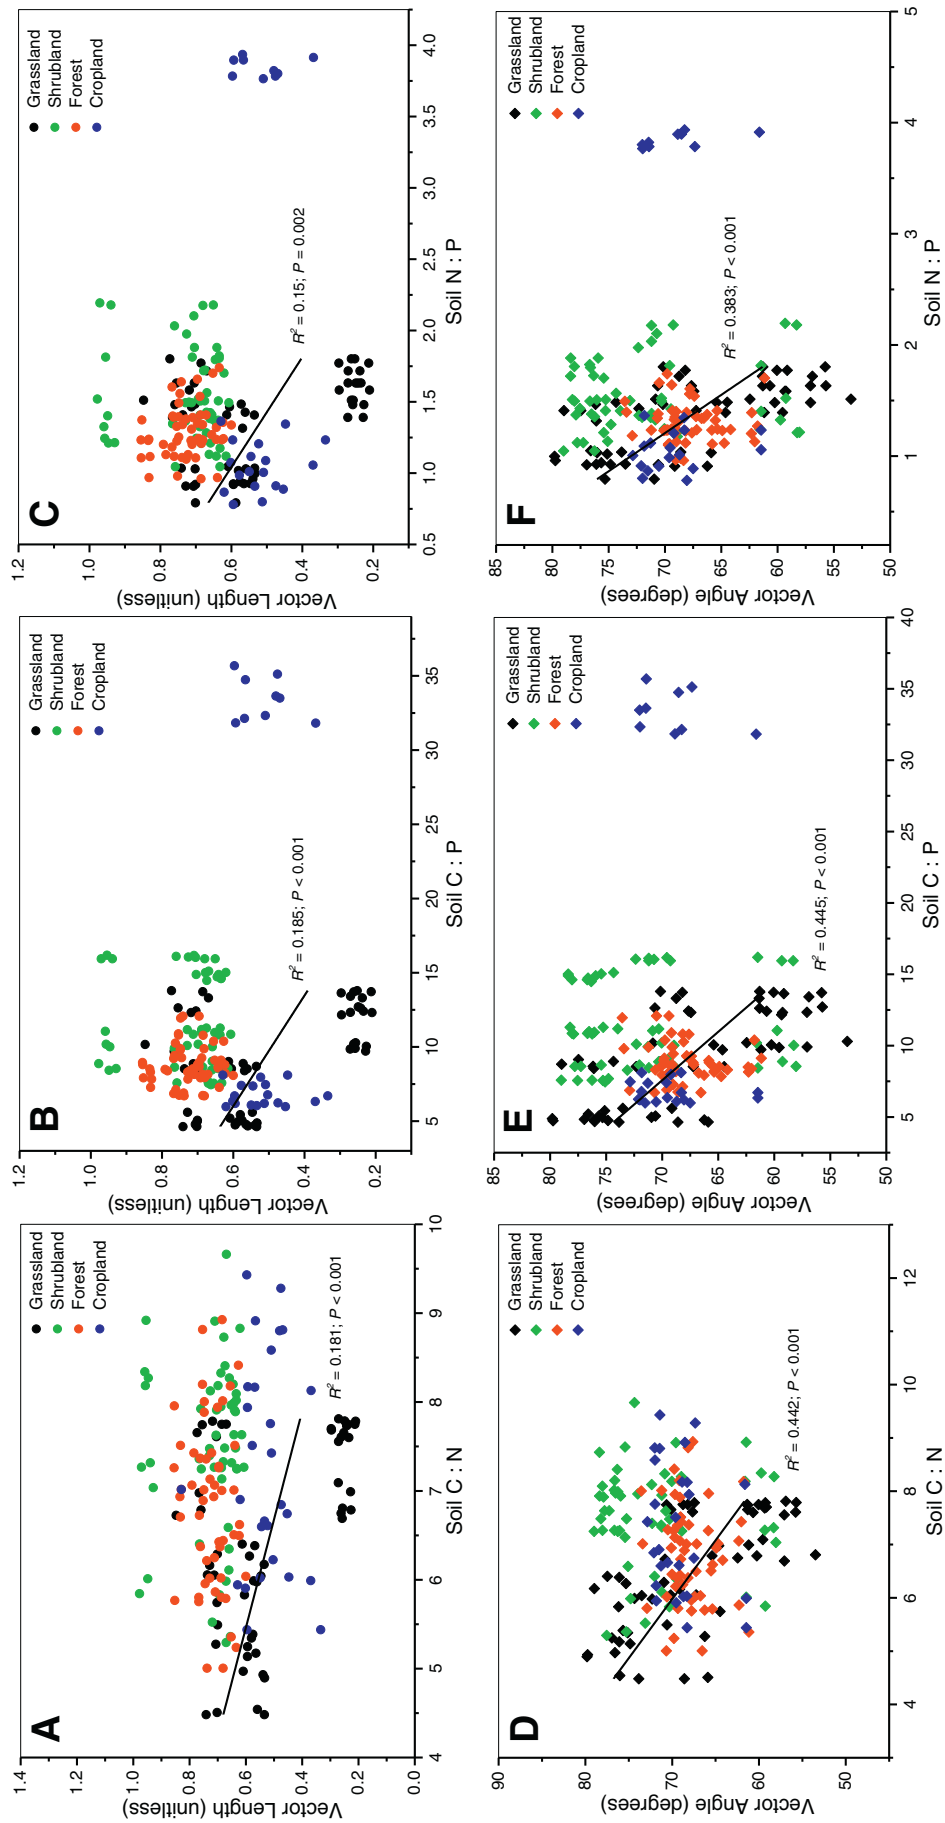 A
Grassland
Shrubland
Forest
Cropland
R² = 0.181; P < 0.001
Vector Length (unitless)
1.4
1.2
1.0
0.8
0.6
0.4
0.2
0.0
4 5 6 7 8 9 10
Soil C : N
B
Grassland
Shrubland
Forest
Cropland
R² = 0.185; P < 0.001
Vector Length (unitless)
1.2
1.0
0.8
0.6
0.4
0.2
5 10 15 20 25 30 35
Soil C : P
C
Grassland
Shrubland
Forest
Cropland
R² = 0.15; P = 0.002
Vector Length (unitless)
1.2
1.0
0.8
0.6
0.4
0.2
0.5 1.0 1.5 2.0 2.5 3.0 3.5 4.0
Soil N : P
D
Grassland
Shrubland
Forest
Cropland
R² = 0.442; P < 0.001
Vector Angle (degrees)
90
80
70
60
50
4 6 8 10 12
Soil C : N
E
Grassland
Shrubland
Forest
Cropland
R² = 0.445; P < 0.001
Vector Angle (degrees)
85
80
75
70
65
60
55
50
5 10 15 20 25 30 35 40
Soil C : P
F
Grassland
Shrubland
Forest
Cropland
R² = 0.383; P < 0.001
Vector Angle (degrees)
85
80
75
70
65
60
55
50
1 2 3 4 5
Soil N : P